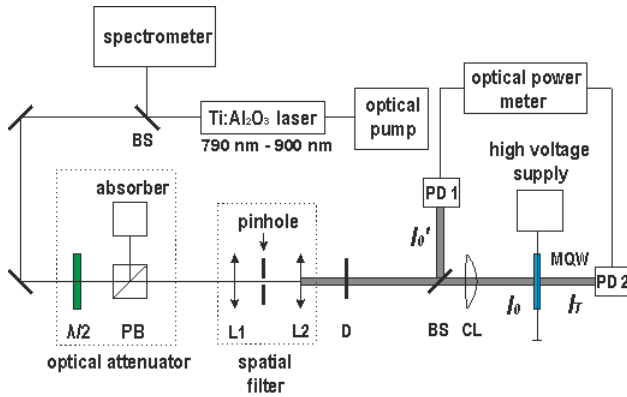 spectrometer
Ti:Al₂O₃ laser
790 nm - 900 nm
optical
pump
optical power
meter
BS
high voltage
supply
absorber
pinhole
PD 1
I₀'
MQW
PD 2
I₀
I_T
λ/2
PB
L1
L2
D
BS
CL
optical attenuator
spatial
filter